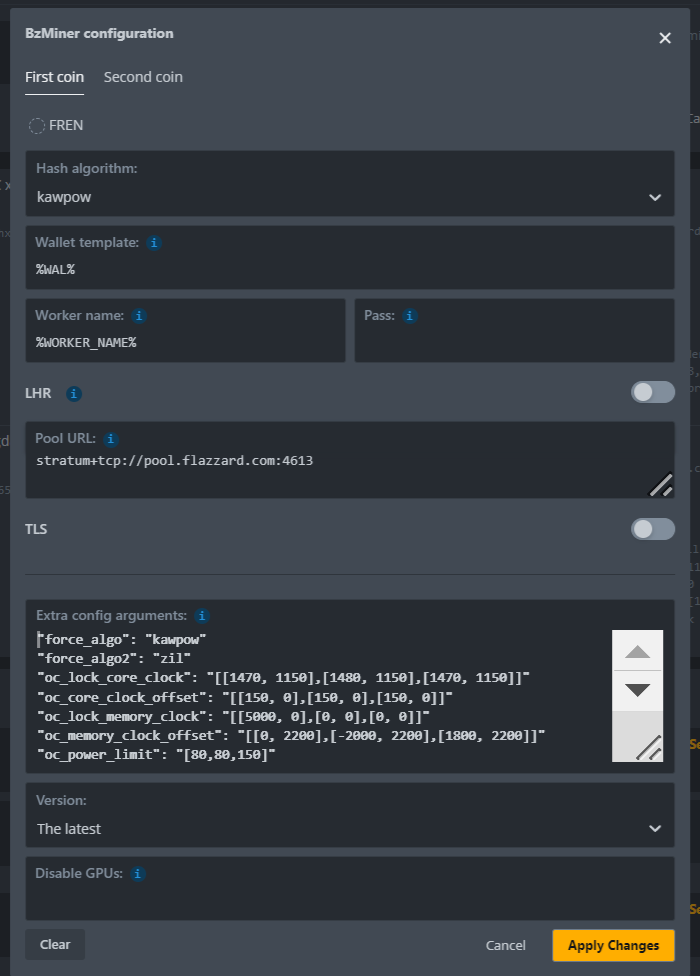 BzMiner configuration
First coin Second coin
FREN
Hash algorithm:
kawpow
Wallet template:
%WAL%
Worker name: Pass:
%WORKER_NAME%
LHR
Pool URL:
stratum+tcp://pool.flazzard.com:4613
TLS
Extra config arguments:
"force_algo": "kawpow"
"force_algo2": "zil"
"oc_lock_core_clock": "[[1470, 1150],[1480, 1150],[1470, 1150]]"
"oc_core_clock_offset": "[[150, 0],[150, 0],[150, 0]]"
"oc_lock_memory_clock": "[[5000, 0],[0, 0],[0, 0]]"
"oc_memory_clock_offset": "[[0, 2200],[-2000, 2200],[1800, 2200]]"
"oc_power_limit": "[80,80,150]"
Version:
The latest
Disable GPUs:
Clear Cancel Apply Changes